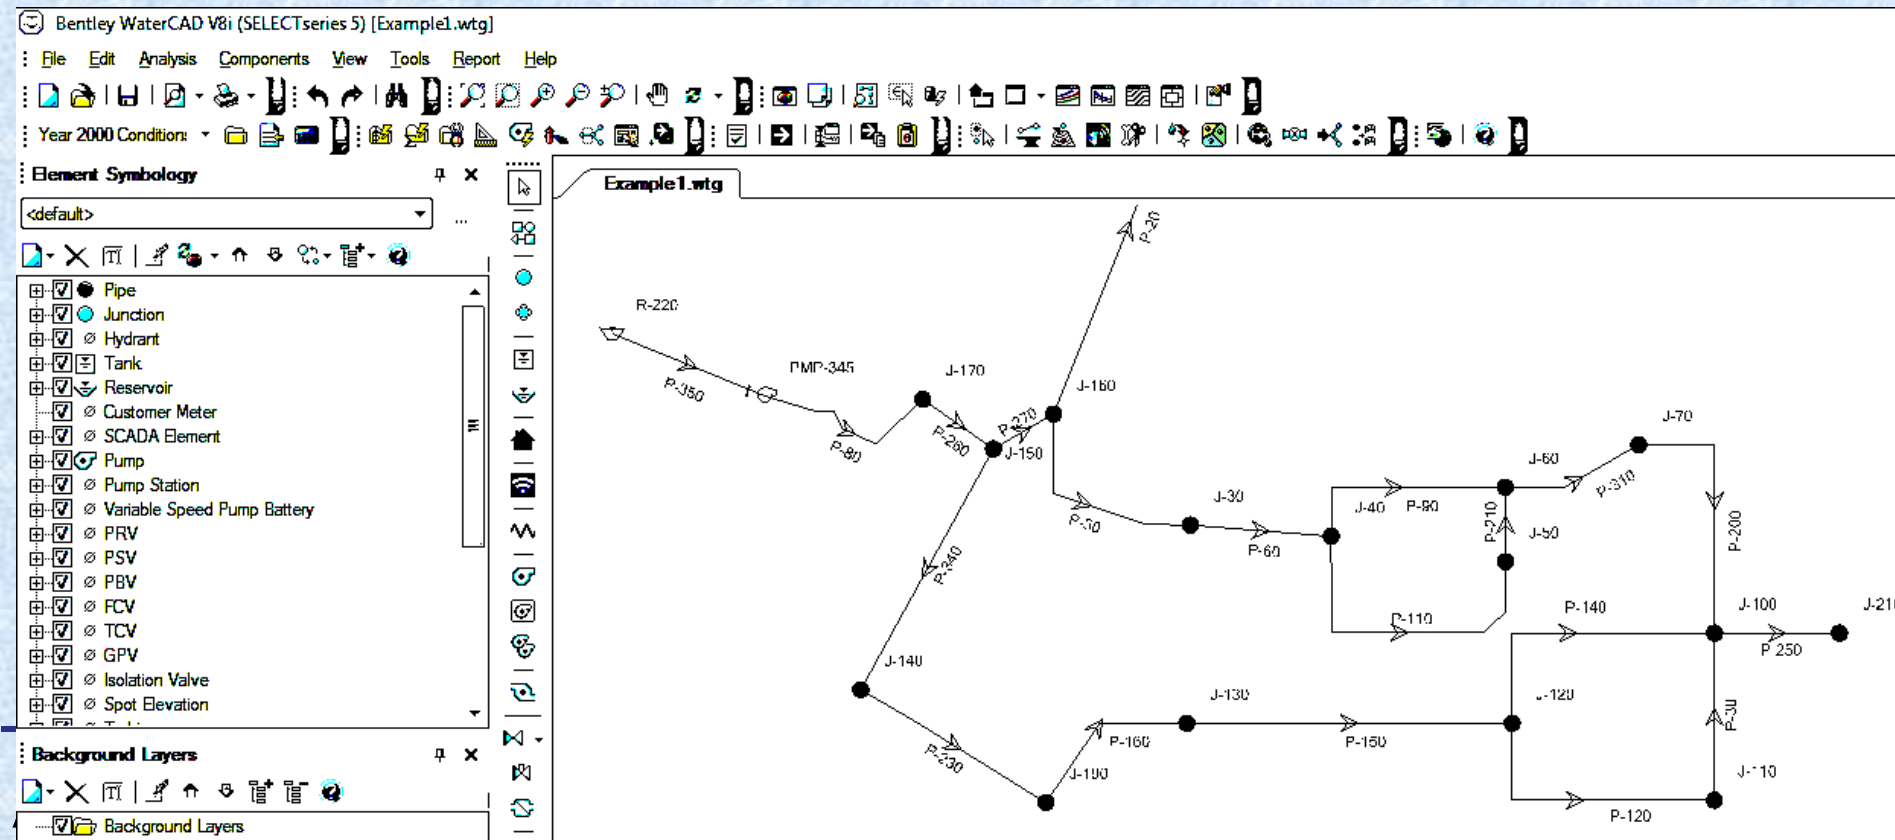 Bentley WaterCAD V8i (SELECTseries 5) [Example1.wtg]
File Edit Analysis Components View Tools Report Help
Year 2000 Condition:
Element Symbology
Example1.wtg
<default>
...
Pipe
Junction
Hydrant
Tank
Reservoir
Customer Meter
SCADA Element
Pump
Pump Station
Variable Speed Pump Battery
PRV
PSV
PBV
FCV
TCV
GPV
Isolation Valve
Spot Elevation
Background Layers
Background Layers
P-20
R-220
PMP-345
P-350
J-170
J-160
P-270
P-80
P-260
J-150
J-70
J-60
P-310
J-30
J-40
P-90
P-210
J-50
P-60
P-200
P-340
P-110
P-140
J-100
J-210
P 250
J-140
J-130
J-120
P-160
P-150
P-230
J-110
P-120